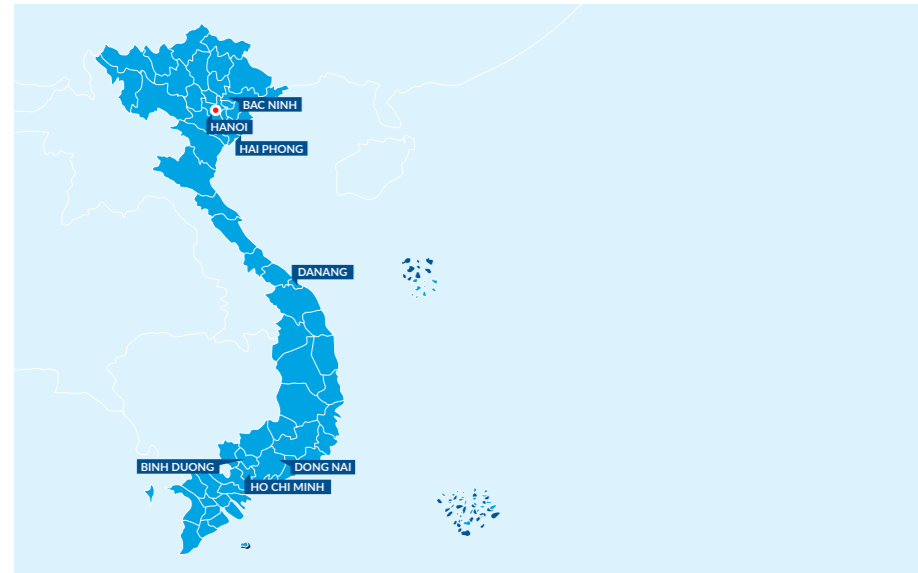 BAC NINH
HANOI
HAI PHONG
DANANG
BINH DUONG
DONG NAI
HO CHI MINH